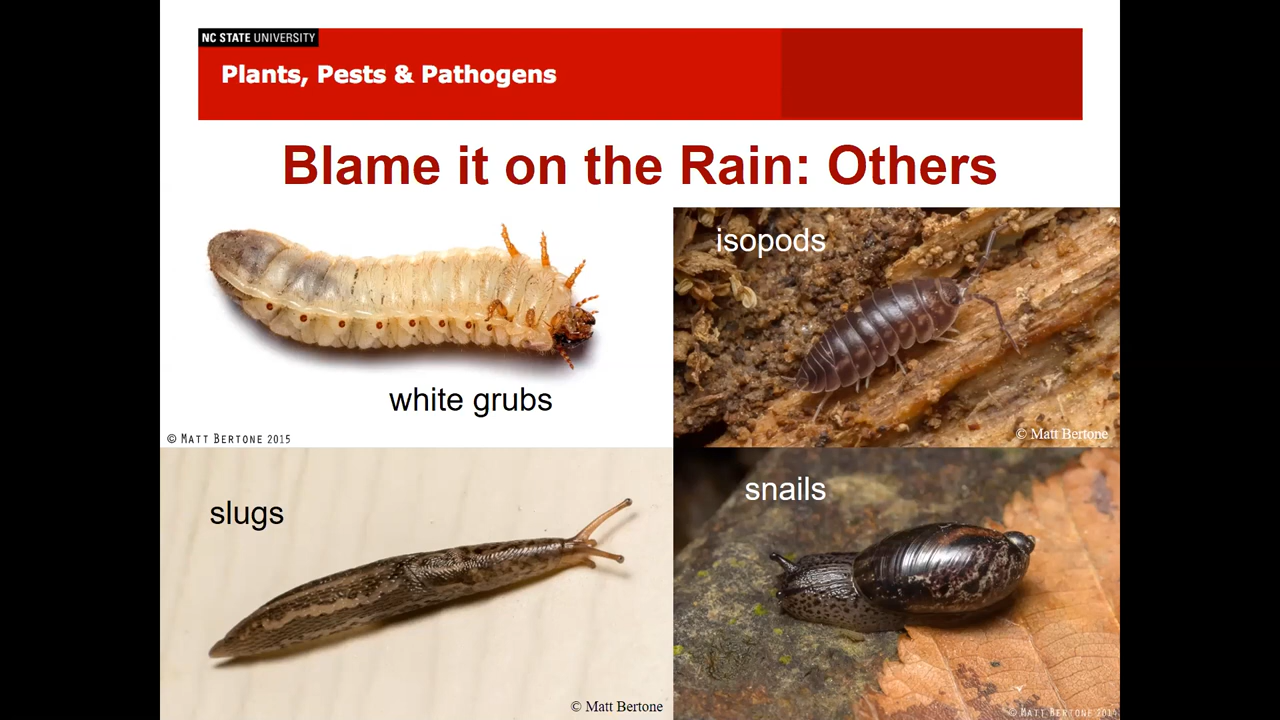 NC STATE UNIVERSITY
Plants, Pests & Pathogens
Blame it on the Rain: Others
isopods
white grubs
© MATT BERTONE 2015
© Matt Bertone
snails
slugs
© Matt Bertone
© MATT BERTONE 2014